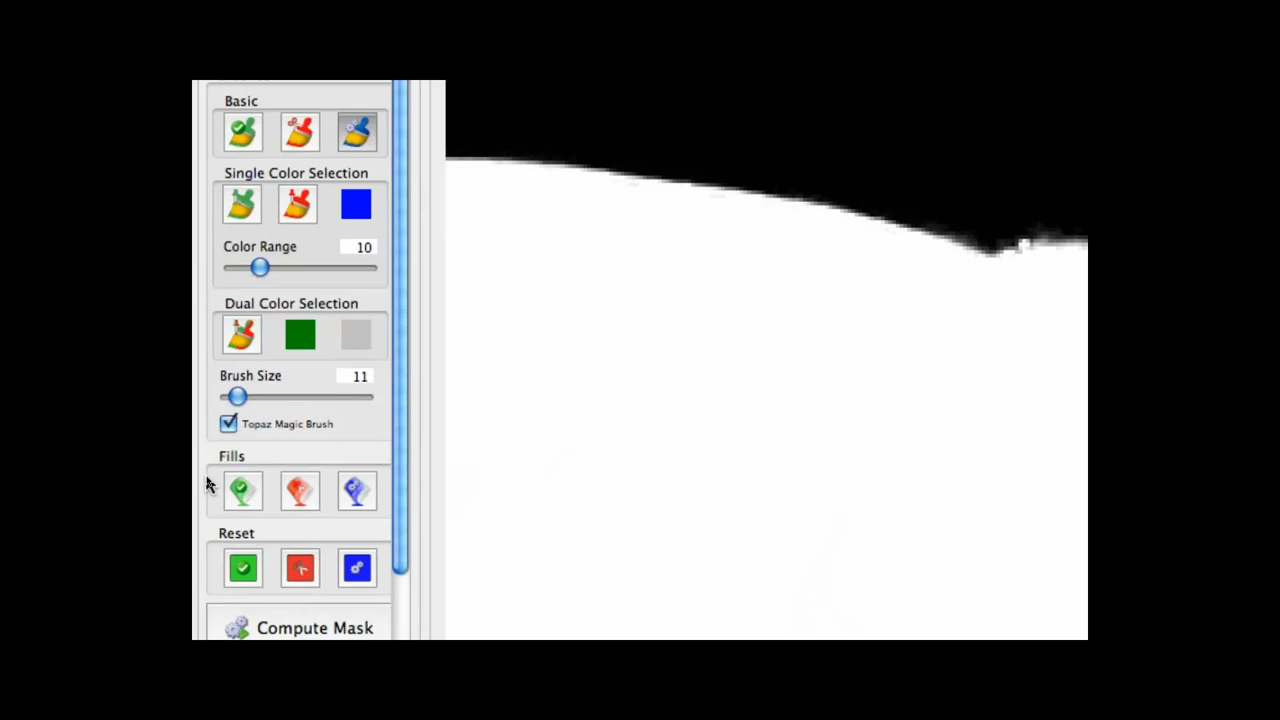 Basic
Single Color Selection
Color Range 10
Dual Color Selection
Brush Size 11
Topaz Magic Brush
Fills
Reset
Compute Mask